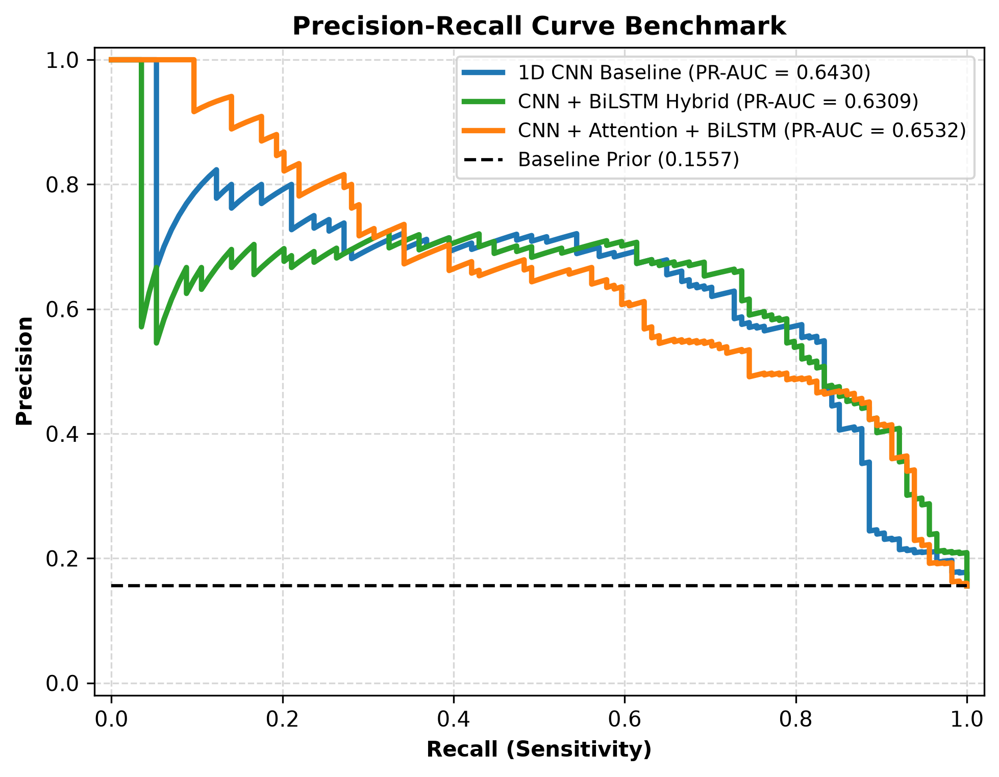 Precision-Recall Curve Benchmark
1D CNN Baseline (PR-AUC = 0.6430)
CNN + BiLSTM Hybrid (PR-AUC = 0.6309)
CNN + Attention + BiLSTM (PR-AUC = 0.6532)
Baseline Prior (0.1557)
Precision
1.0
0.8
0.6
0.4
0.2
0.0
0.0 0.2 0.4 0.6 0.8 1.0
Recall (Sensitivity)